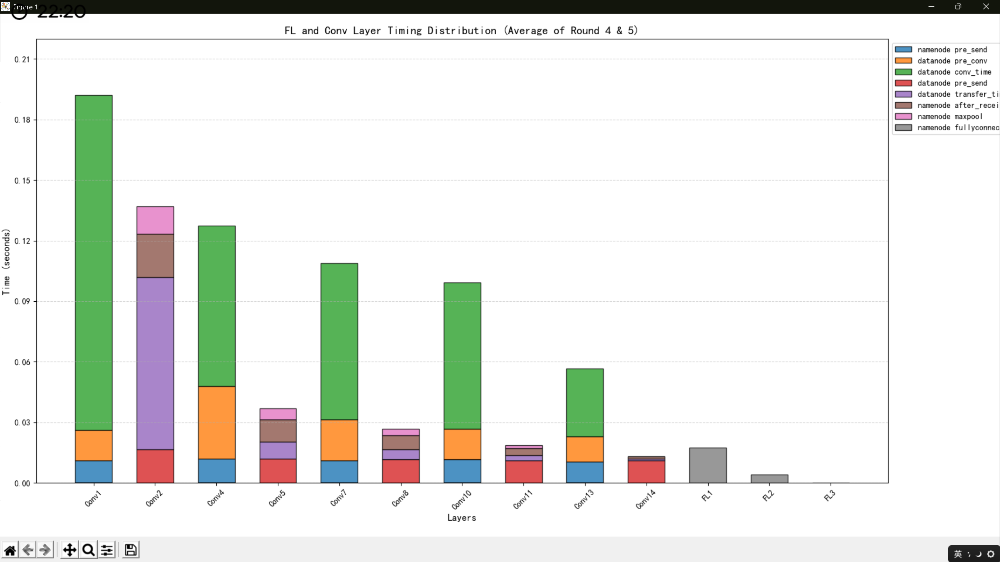 Figure 1
22:20
FL and Conv Layer Timing Distribution (Average of Round 4 & 5)
0.21
0.18
0.15
0.12
0.09
0.06
0.03
0.00
Time (seconds)
namenode pre_send
datanode pre_conv
datanode conv_time
datanode pre_send
datanode transfer_ti
namenode after_recei
namenode maxpool
namenode fullyconnec
Conv1
Conv2
Conv4
Conv5
Conv7
Conv8
Conv10
Conv11
Conv13
Conv14
FL1
FL2
FL3
Layers
英